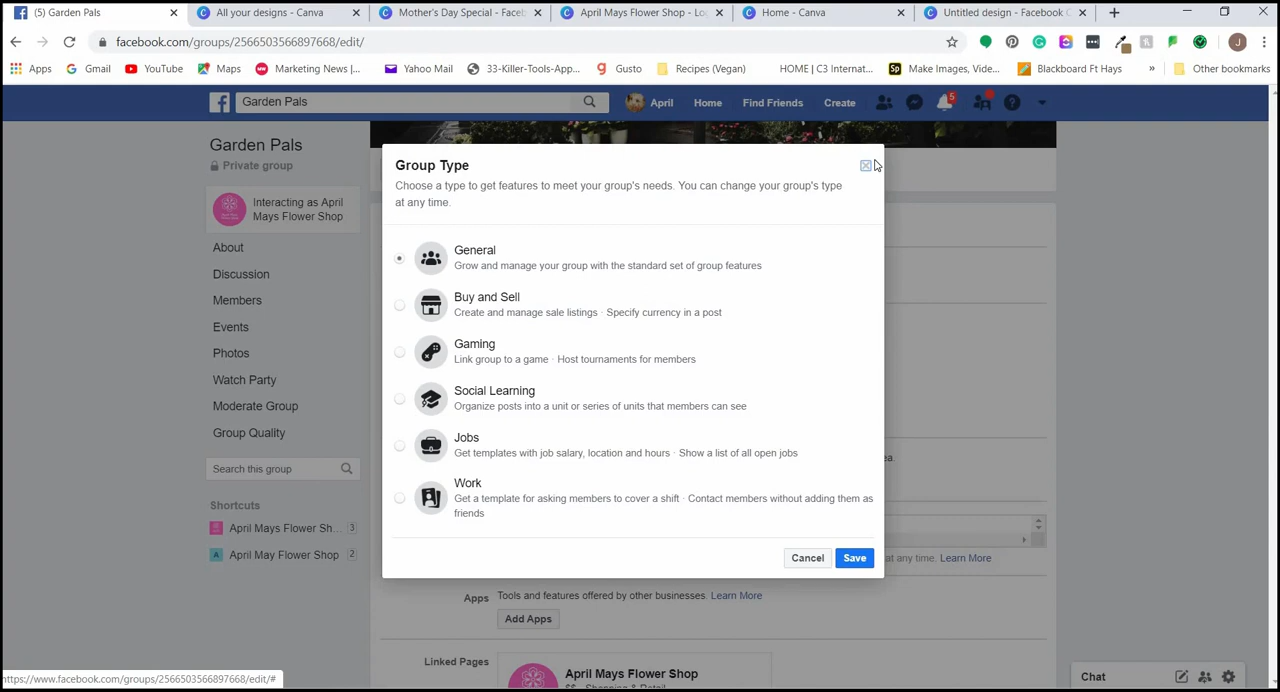 (5) Garden Pals
All your designs - Canva
Mother's Day Special - Faceb
April Mays Flower Shop - Lo
Home - Canva
Untitled design - Facebook C
facebook.com/groups/2566503566897668/edit/
J
Apps
Gmail
YouTube
Maps
Marketing News |...
Yahoo Mail
33-Killer-Tools-App...
Gusto
Recipes (Vegan)
HOME | C3 Internat...
Make Images, Vide...
Blackboard Ft Hays
»
Other bookmarks
Garden Pals
April
Home
Find Friends
Create
5
Garden Pals
Private group
Interacting as April
Mays Flower Shop
About
Discussion
Members
Events
Photos
Watch Party
Moderate Group
Group Quality
Search this group
Shortcuts
April Mays Flower Sh... 3
A April May Flower Shop 2
Group Type
Choose a type to get features to meet your group's needs. You can change your group's type
at any time.
General
Grow and manage your group with the standard set of group features
Buy and Sell
Create and manage sale listings · Specify currency in a post
Gaming
Link group to a game · Host tournaments for members
Social Learning
Organize posts into a unit or series of units that members can see
Jobs
Get templates with job salary, location and hours · Show a list of all open jobs
Work
Get a template for asking members to cover a shift · Contact members without adding them as
friends
Cancel
Save
ea.
at any time. Learn More
Apps
Tools and features offered by other businesses. Learn More
Add Apps
Linked Pages
April Mays Flower Shop
$$ · Shopping & Retail
Chat
https://www.facebook.com/groups/2566503566897668/edit/#